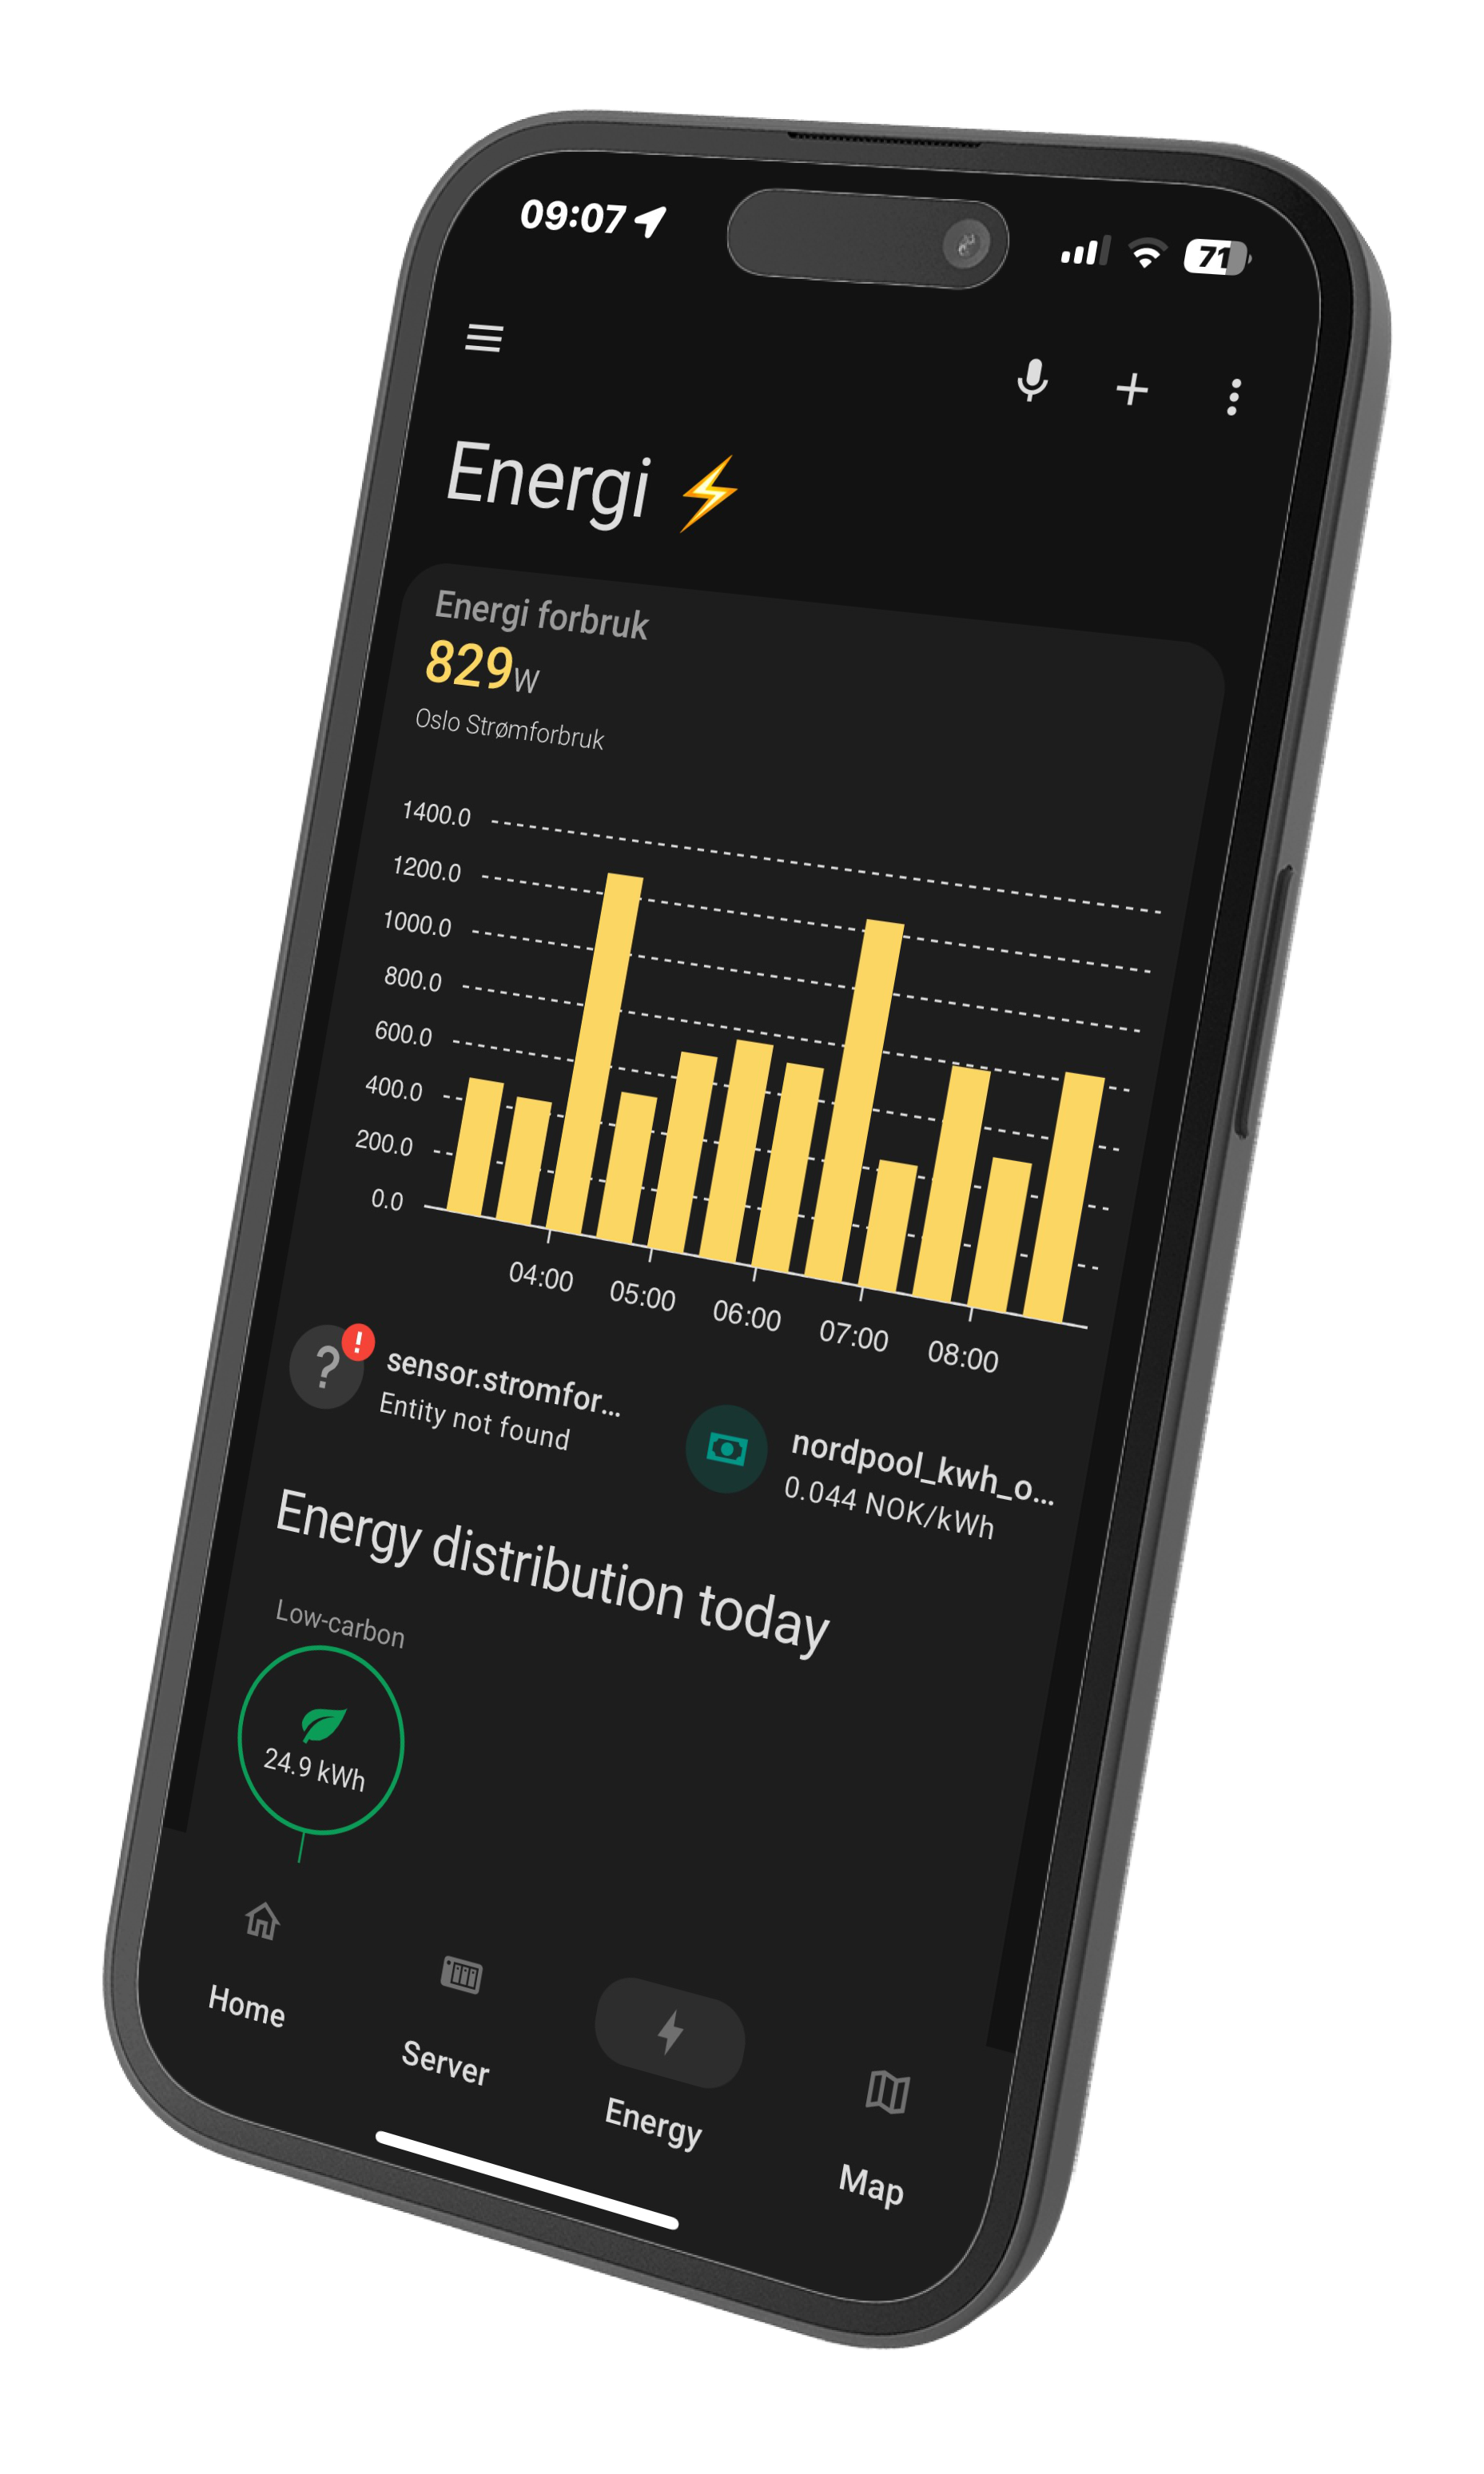 09:07
71
Energi ⚡
Energi forbruk
829W
Oslo Strømforbruk
1400.0
1200.0
1000.0
800.0
600.0
400.0
200.0
0.0
04:00 05:00 06:00 07:00 08:00
sensor.stromfor...
Entity not found
nordpool_kwh_o...
0.044 NOK/kWh
Energy distribution today
Low-carbon
24.9 kWh
Home
Server
Energy
Map